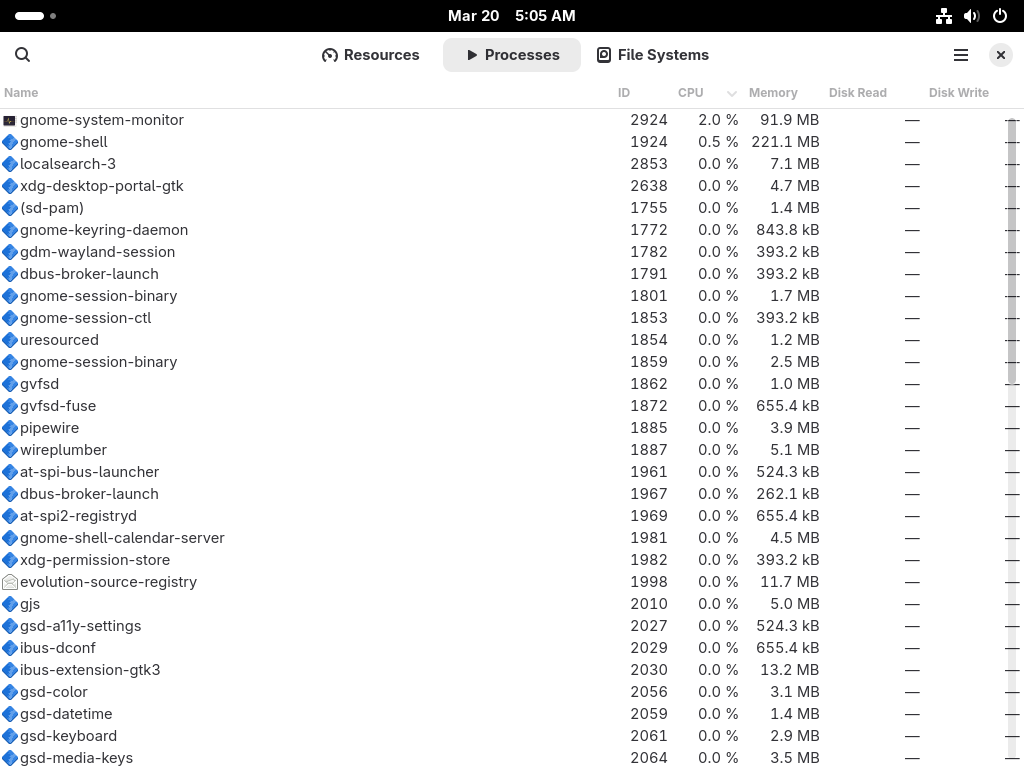 Mar 20 5:05 AM
Resources Processes File Systems
Name ID CPU Memory Disk Read Disk Write
gnome-system-monitor 2924 2.0 % 91.9 MB — —
gnome-shell 1924 0.5 % 221.1 MB — —
localsearch-3 2853 0.0 % 7.1 MB — —
xdg-desktop-portal-gtk 2638 0.0 % 4.7 MB — —
(sd-pam) 1755 0.0 % 1.4 MB — —
gnome-keyring-daemon 1772 0.0 % 843.8 kB — —
gdm-wayland-session 1782 0.0 % 393.2 kB — —
dbus-broker-launch 1791 0.0 % 393.2 kB — —
gnome-session-binary 1801 0.0 % 1.7 MB — —
gnome-session-ctl 1853 0.0 % 393.2 kB — —
uresourced 1854 0.0 % 1.2 MB — —
gnome-session-binary 1859 0.0 % 2.5 MB — —
gvfsd 1862 0.0 % 1.0 MB — —
gvfsd-fuse 1872 0.0 % 655.4 kB — —
pipewire 1885 0.0 % 3.9 MB — —
wireplumber 1887 0.0 % 5.1 MB — —
at-spi-bus-launcher 1961 0.0 % 524.3 kB — —
dbus-broker-launch 1967 0.0 % 262.1 kB — —
at-spi2-registryd 1969 0.0 % 655.4 kB — —
gnome-shell-calendar-server 1981 0.0 % 4.5 MB — —
xdg-permission-store 1982 0.0 % 393.2 kB — —
evolution-source-registry 1998 0.0 % 11.7 MB — —
gjs 2010 0.0 % 5.0 MB — —
gsd-a11y-settings 2027 0.0 % 524.3 kB — —
ibus-dconf 2029 0.0 % 655.4 kB — —
ibus-extension-gtk3 2030 0.0 % 13.2 MB — —
gsd-color 2056 0.0 % 3.1 MB — —
gsd-datetime 2059 0.0 % 1.4 MB — —
gsd-keyboard 2061 0.0 % 2.9 MB — —
gsd-media-keys 2064 0.0 % 3.5 MB — —